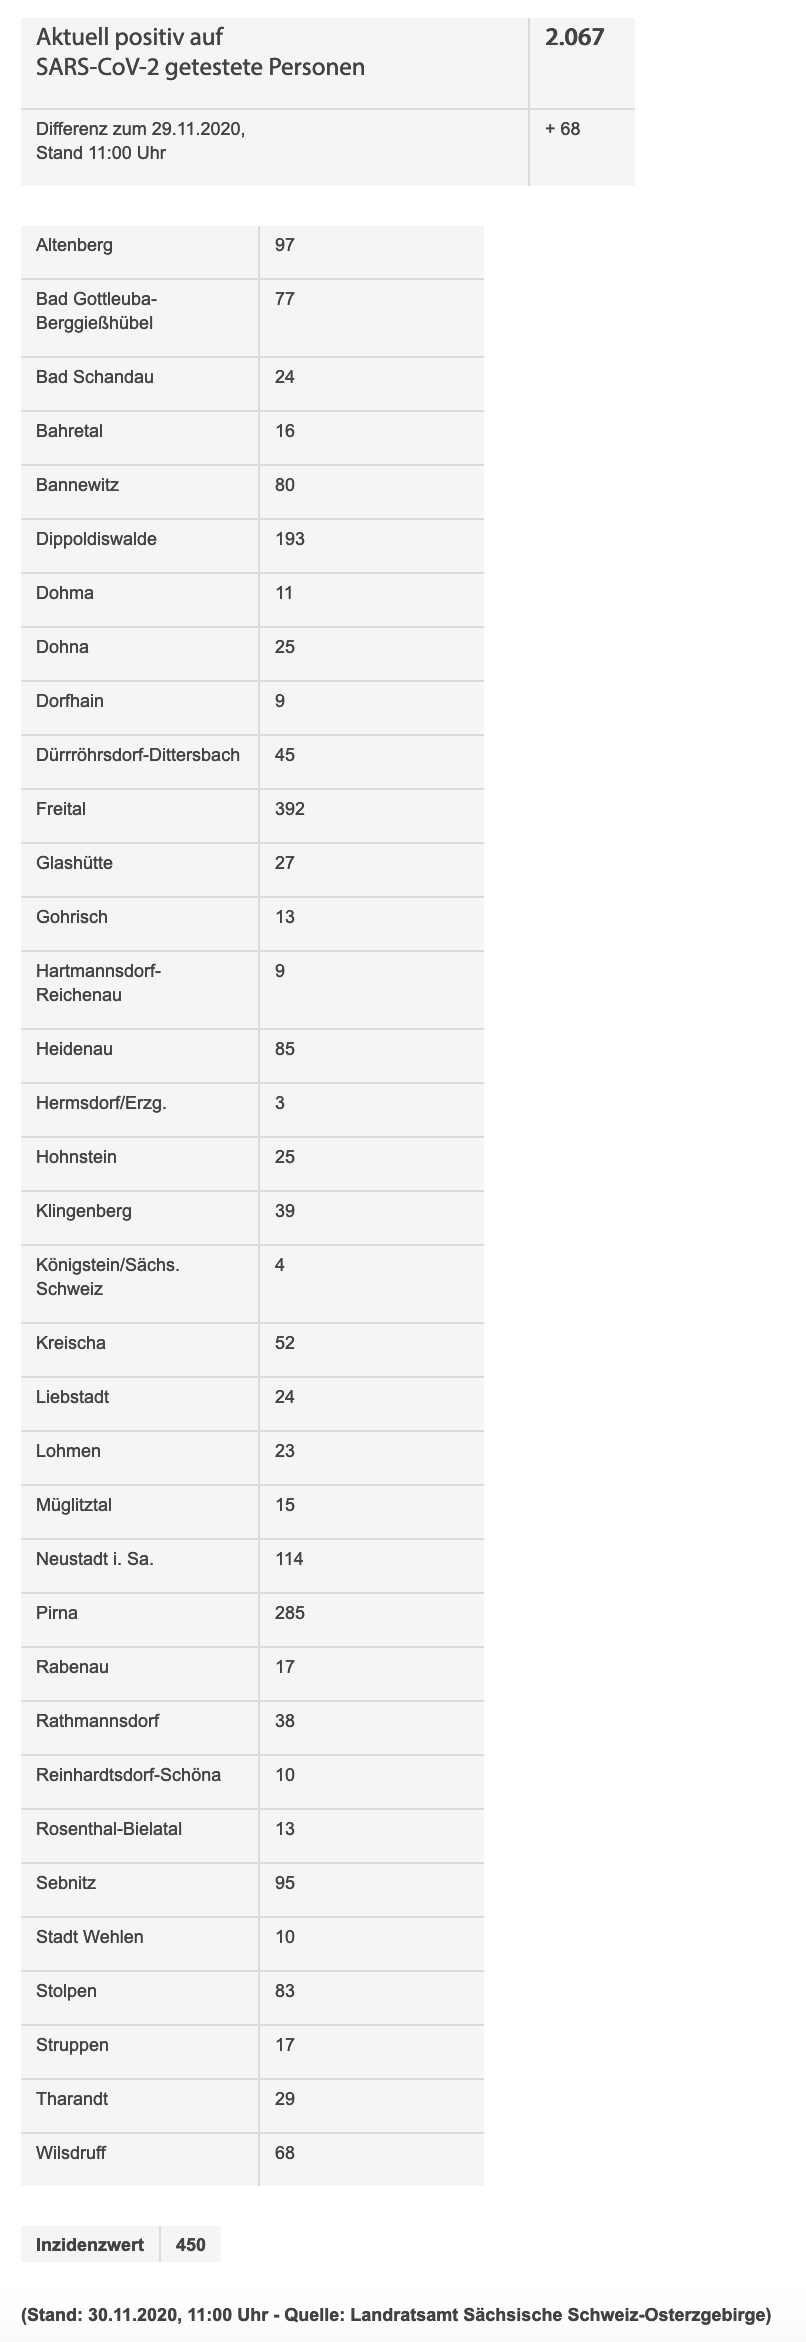 Aktuell positiv auf
SARS-CoV-2 getestete Personen
2.067
Differenz zum 29.11.2020,
Stand 11:00 Uhr
+ 68
Altenberg 97
Bad Gottleuba-
Berggießhübel
77
Bad Schandau 24
Bahretal 16
Bannewitz 80
Dippoldiswalde 193
Dohma 11
Dohna 25
Dorfhain 9
Dürrröhrsdorf-Dittersbach 45
Freital 392
Glashütte 27
Gohrisch 13
Hartmannsdorf-
Reichenau
9
Heidenau 85
Hermsdorf/Erzg. 3
Hohnstein 25
Klingenberg 39
Königstein/Sächs.
Schweiz
4
Kreischa 52
Liebstadt 24
Lohmen 23
Müglitztal 15
Neustadt i. Sa. 114
Pirna 285
Rabenau 17
Rathmannsdorf 38
Reinhardtsdorf-Schöna 10
Rosenthal-Bielatal 13
Sebnitz 95
Stadt Wehlen 10
Stolpen 83
Struppen 17
Tharandt 29
Wilsdruff 68
Inzidenzwert 450
(Stand: 30.11.2020, 11:00 Uhr - Quelle: Landratsamt Sächsische Schweiz-Osterzgebirge)